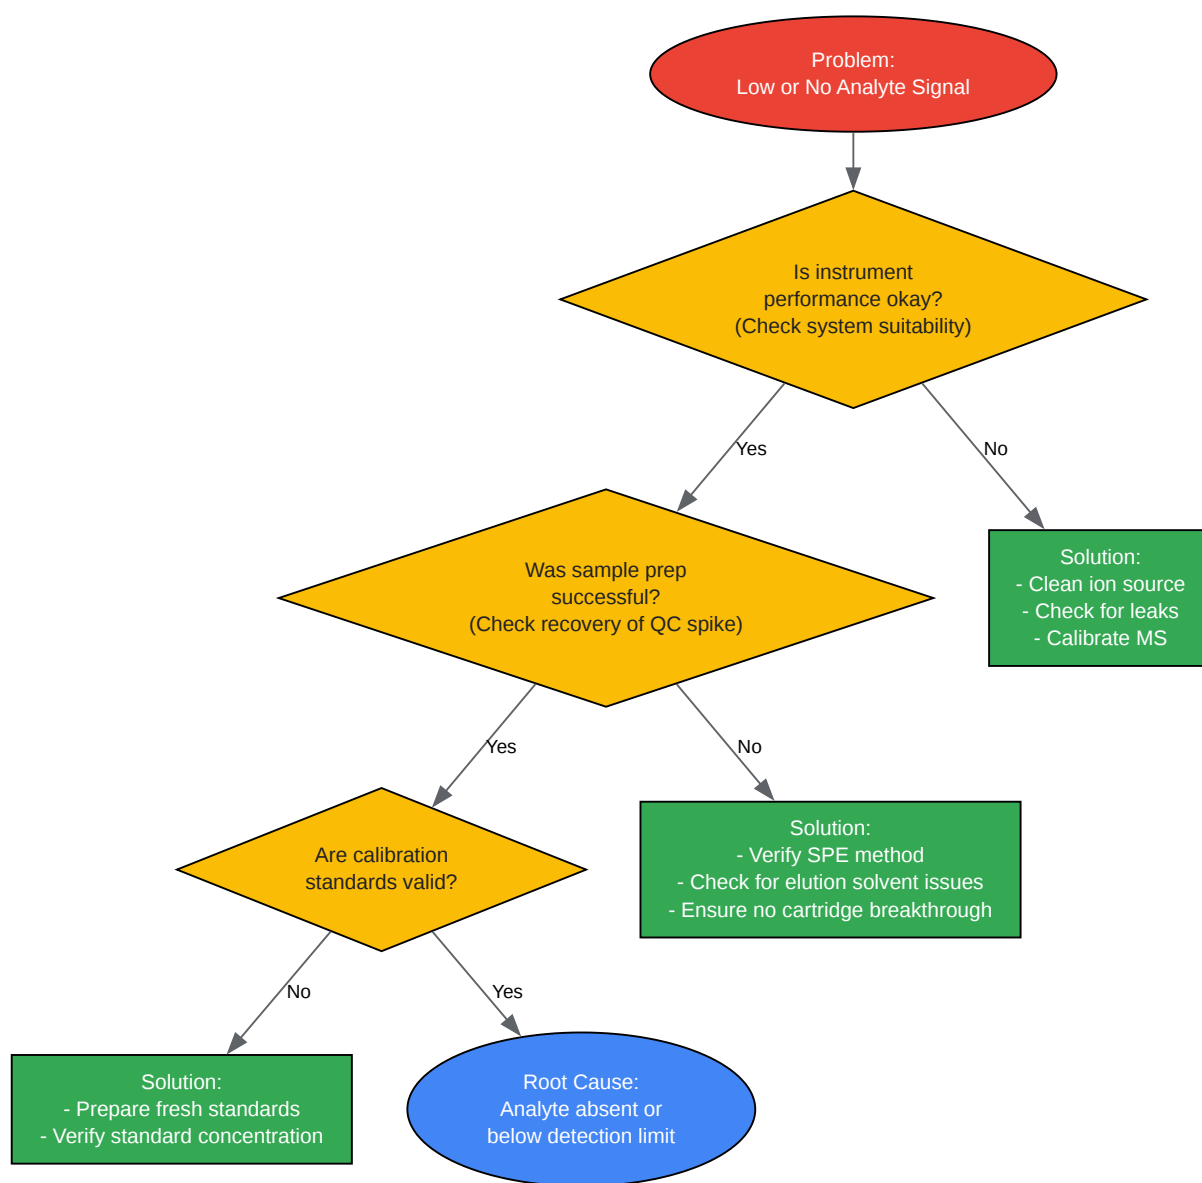 Problem:
Low or No Analyte Signal
Is instrument
performance okay?
(Check system suitability)
Yes
No
Was sample prep
successful?
(Check recovery of QC spike)
Solution:
- Clean ion source
- Check for leaks
- Calibrate MS
Yes
No
Are calibration
standards valid?
Solution:
- Verify SPE method
- Check for elution solvent issues
- Ensure no cartridge breakthrough
No
Yes
Solution:
- Prepare fresh standards
- Verify standard concentration
Root Cause:
Analyte absent or
below detection limit